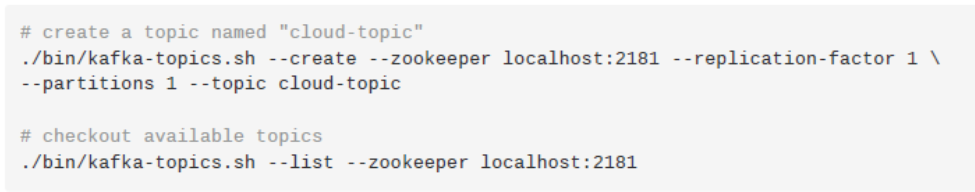 # create a topic named "cloud-topic"
./bin/kafka-topics.sh --create --zookeeper localhost:2181 --replication-factor 1 \
--partitions 1 --topic cloud-topic
# checkout available topics
./bin/kafka-topics.sh --list --zookeeper localhost:2181